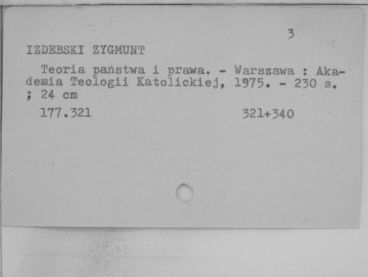 3
IZDEBSKI ZYGMUNT
Teoria państwa i prawa. - Warszawa : Aka-
demia Teologii Katolickiej, 1975. - 230 s.
; 24 cm
177.321 321+340